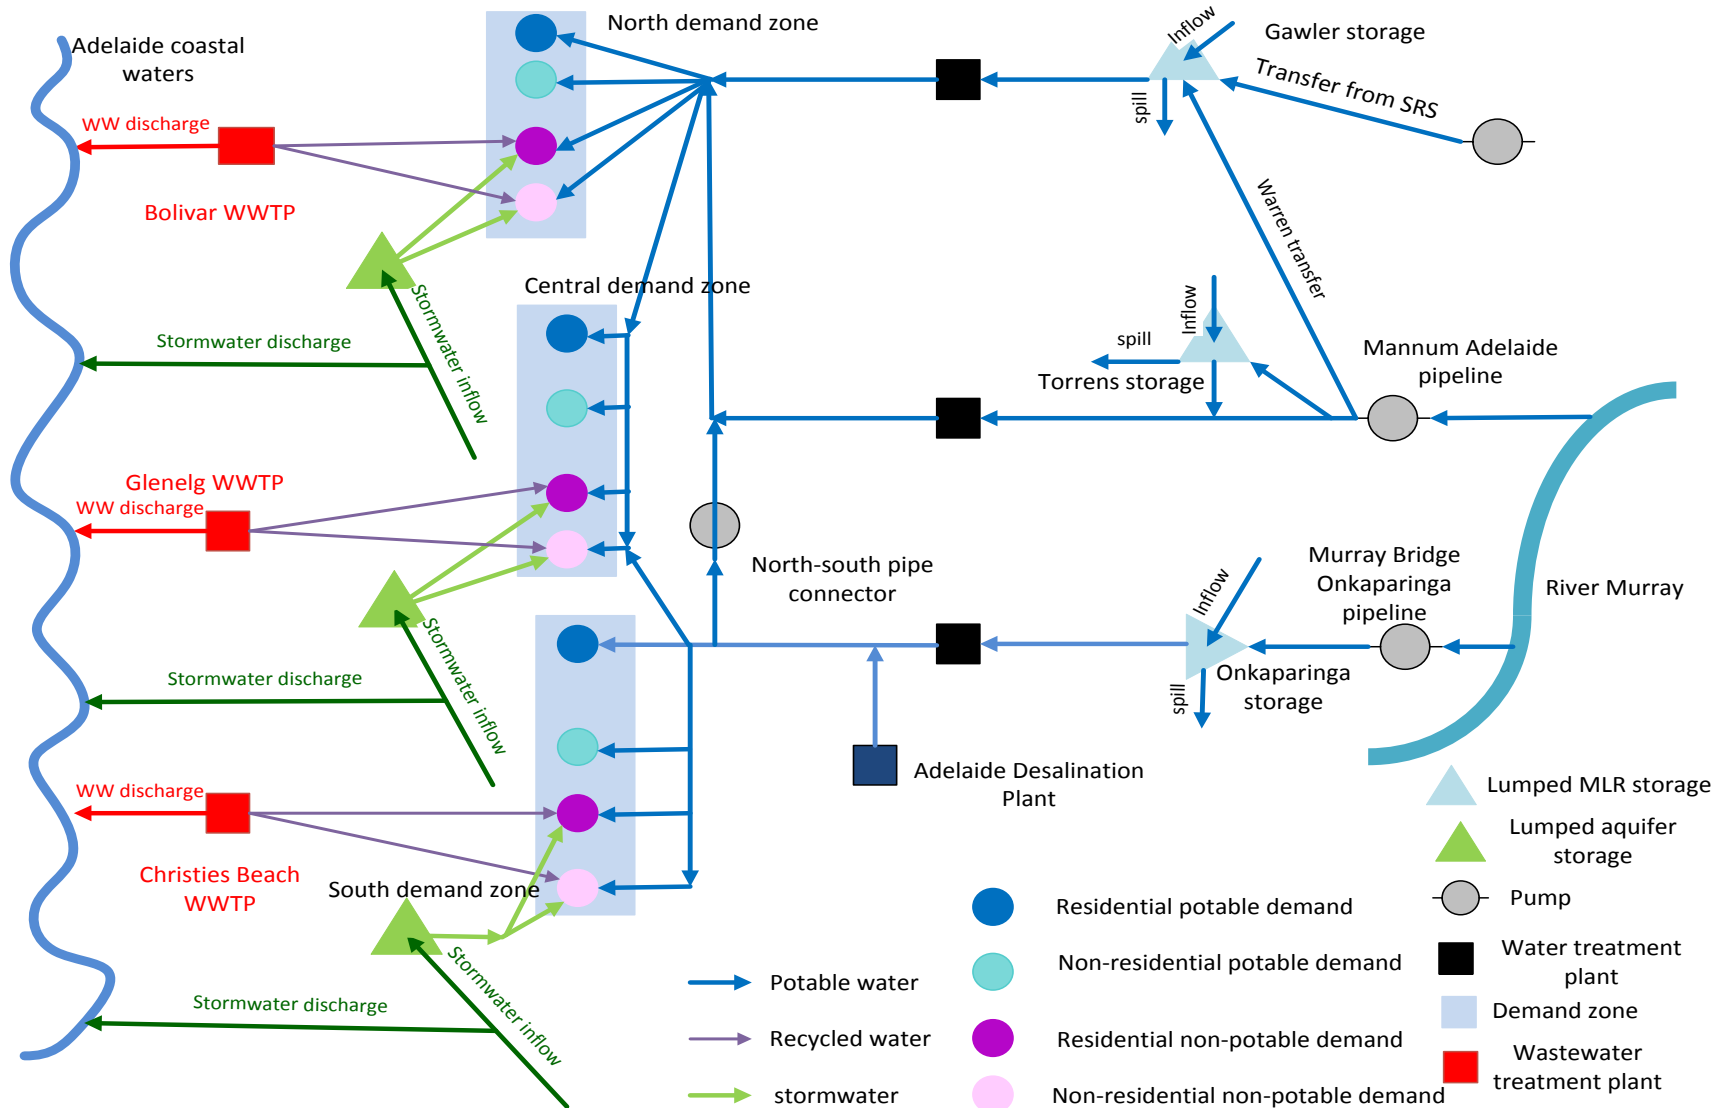 Adelaide coastal
waters
North demand zone
Inflow
Gawler storage
Transfer from SRS
spill
WW discharge
Bolivar WWTP
Warren transfer
Central demand zone
Stormwater inflow
Stormwater discharge
Inflow
spill
Torrens storage
Mannum Adelaide
pipeline
Glenelg WWTP
WW discharge
North-south pipe
connector
Murray Bridge
Onkaparinga
pipeline
River Murray
Inflow
Onkaparinga
storage
spill
Stormwater inflow
Stormwater discharge
Adelaide Desalination
Plant
WW discharge
Christies Beach
WWTP
South demand zone
Stormwater inflow
Stormwater discharge
Potable water
Recycled water
stormwater
Residential potable demand
Non-residential potable demand
Residential non-potable demand
Non-residential non-potable demand
Lumped MLR storage
Lumped aquifer
storage
Pump
Water treatment
plant
Demand zone
Wastewater
treatment plant